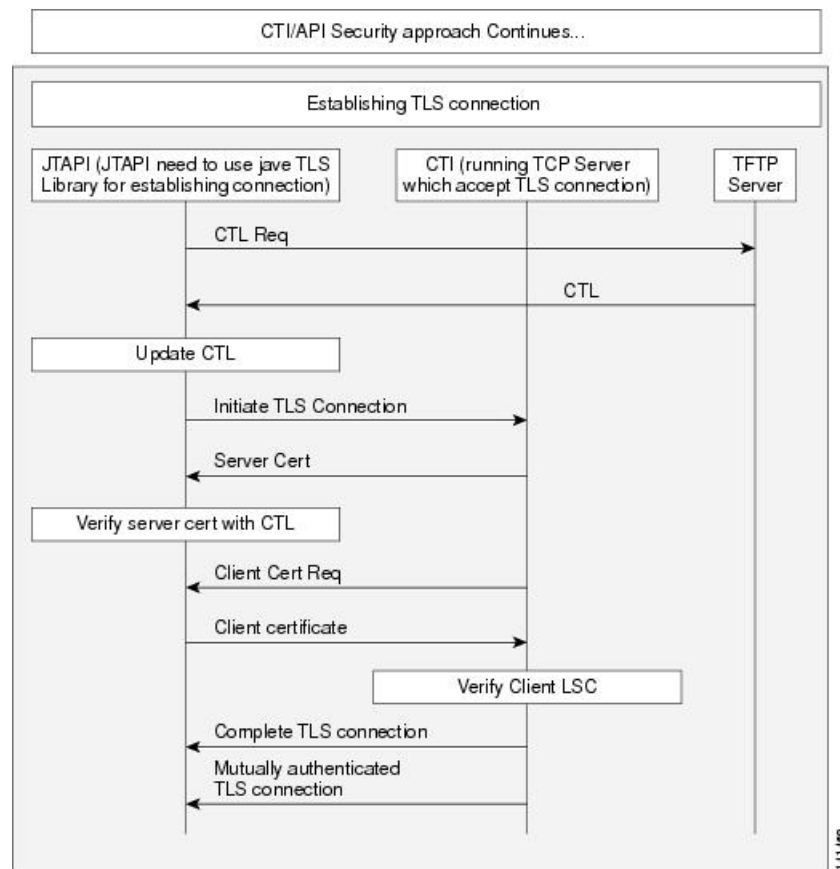 CTI/API Security approach Continues...
Establishing TLS connection
JTAPI (JTAPI need to use jave TLS
Library for establishing connection)
CTI (running TCP Server
which accept TLS connection)
TFTP
Server
CTL Req
CTL
Update CTL
Initiate TLS Connection
Server Cert
Verify server cert with CTL
Client Cert Req
Client certificate
Verify Client LSC
Complete TLS connection
Mutually authenticated
TLS connection